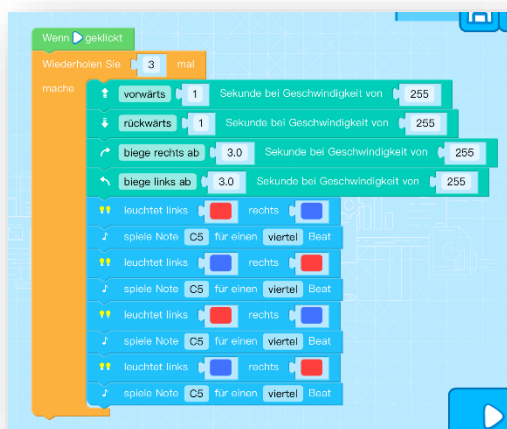 Wenn geklickt
Wiederholen Sie 3 mal
mache
vorwärts 1 Sekunde bei Geschwindigkeit von 255
rückwärts 1 Sekunde bei Geschwindigkeit von 255
biege rechts ab 3.0 Sekunde bei Geschwindigkeit von 255
biege links ab 3.0 Sekunde bei Geschwindigkeit von 255
leuchtet links rechts
spiele Note C5 für einen viertel Beat
leuchtet links rechts
spiele Note C5 für einen viertel Beat
leuchtet links rechts
spiele Note C5 für einen viertel Beat
leuchtet links rechts
spiele Note C5 für einen viertel Beat